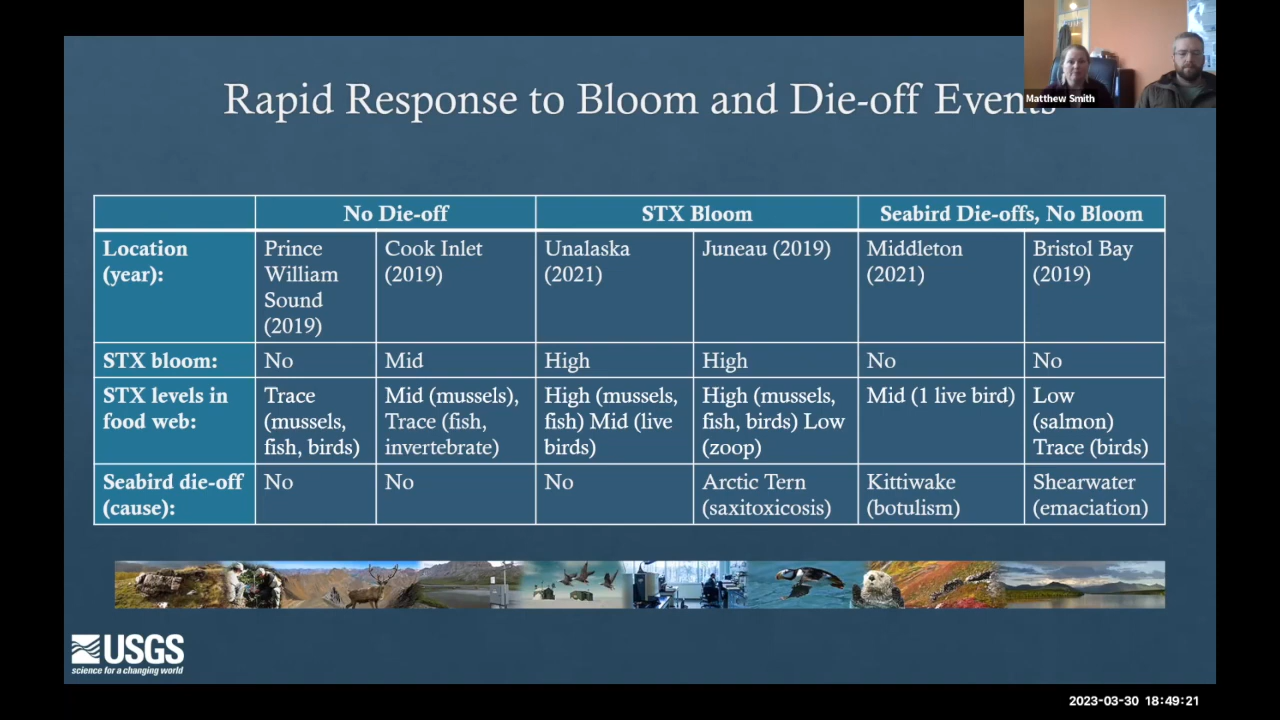 Rapid Response to Bloom and Die-off Events
Matthew Smith
No Die-off
STX Bloom
Seabird Die-offs, No Bloom
Location
(year):
Prince
William
Sound
(2019)
Cook Inlet
(2019)
Unalaska
(2021)
Juneau (2019)
Middleton
(2021)
Bristol Bay
(2019)
STX bloom:
No
Mid
High
High
No
No
STX levels in
food web:
Trace
(mussels,
fish, birds)
Mid (mussels),
Trace (fish,
invertebrate)
High (mussels,
fish) Mid (live
birds)
High (mussels,
fish, birds) Low
(zoop)
Mid (1 live bird)
Low
(salmon)
Trace (birds)
Seabird die-off
(cause):
No
No
No
Arctic Tern
(saxitoxicosis)
Kittiwake
(botulism)
Shearwater
(emaciation)
USGS
science for a changing world
2023-03-30 18:49:21